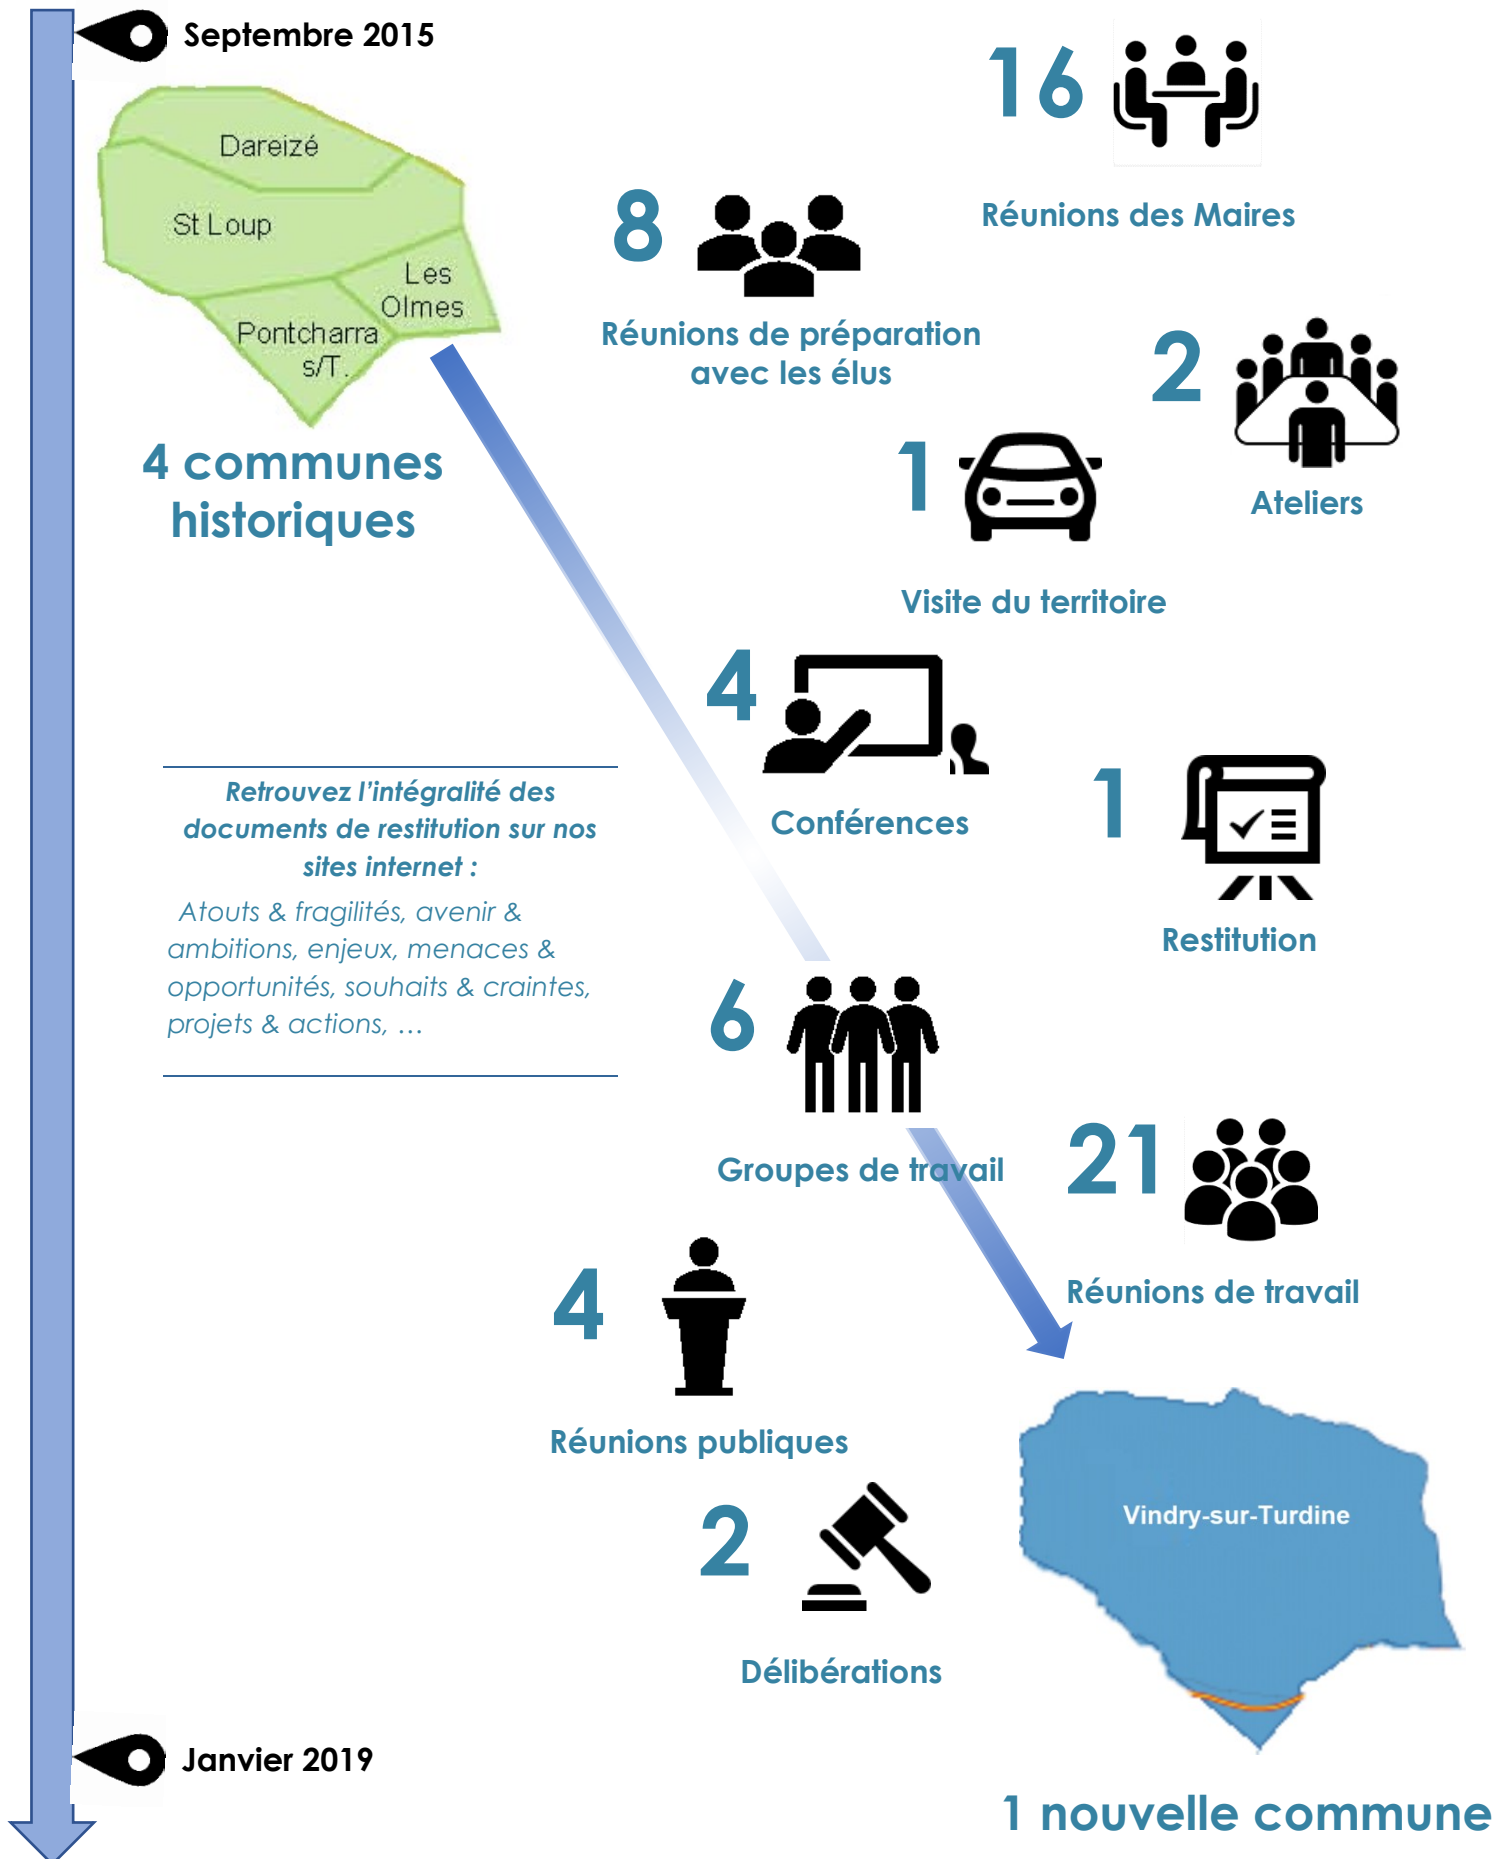 Septembre 2015
Dareizé
St Loup
Les
Olmes
Pontcharra
s/T.
4 communes
historiques
16
Réunions des Maires
8
Réunions de préparation
avec les élus
2
Ateliers
1
Visite du territoire
4
Conférences
1
Restitution
Retrouvez l'intégralité des
documents de restitution sur nos
sites internet :
Atouts & fragilités, avenir &
ambitions, enjeux, menaces &
opportunités, souhaits & craintes,
projets & actions, …
6
Groupes de travail
21
Réunions de travail
4
Réunions publiques
2
Délibérations
Vindry-sur-Turdine
Janvier 2019
1 nouvelle commune